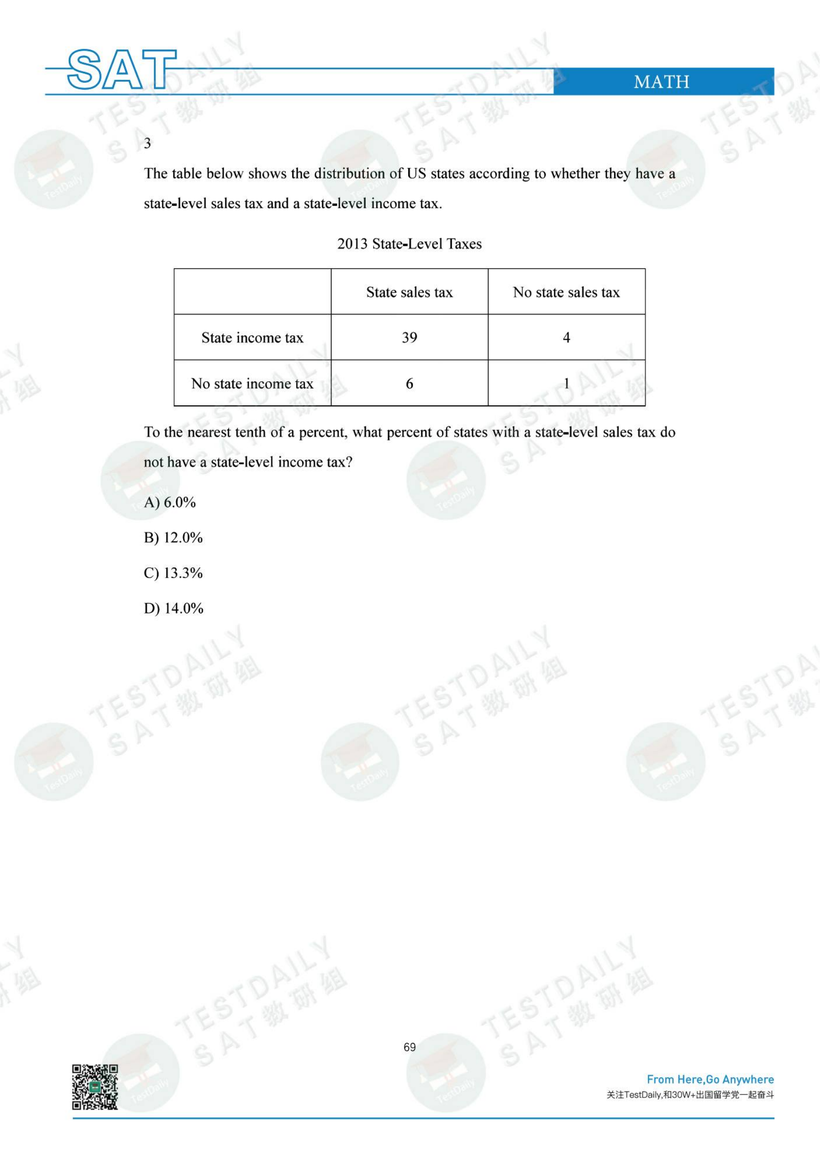 SAT
MATH
3
The table below shows the distribution of US states according to whether they have a
state-level sales tax and a state-level income tax.
2013 State-Level Taxes
State sales tax No state sales tax
State income tax 39 4
No state income tax 6 1
To the nearest tenth of a percent, what percent of states with a state-level sales tax do
not have a state-level income tax?
A) 6.0%
B) 12.0%
C) 13.3%
D) 14.0%
69
From Here,Go Anywhere
关注TestDaily,和30W+出国留学党一起奋斗
TESTDAILY
SAT教研组
TestDaily